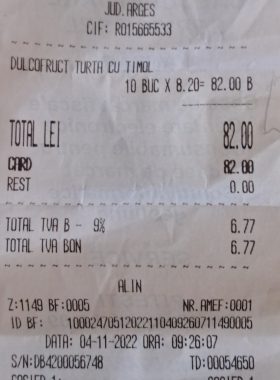 JUD.ARGES
CIF: RO15665533
DULCOFRUCT TURTA CU TIMOL
10 BUC X 8.20= 82.00 B
TOTAL LEI 82.00
CARD 82.00
REST 0.00
TOTAL TVA B - 9% 6.77
TOTAL TVA BON 6.77
ALIN
Z:1149 BF:0005 NR.AMEF:0001
ID BF: 10002470512022110409260711490005
DATA: 04-11-2022 ORA: 09:26:07
S/N:DB4200056748 TD:00054650